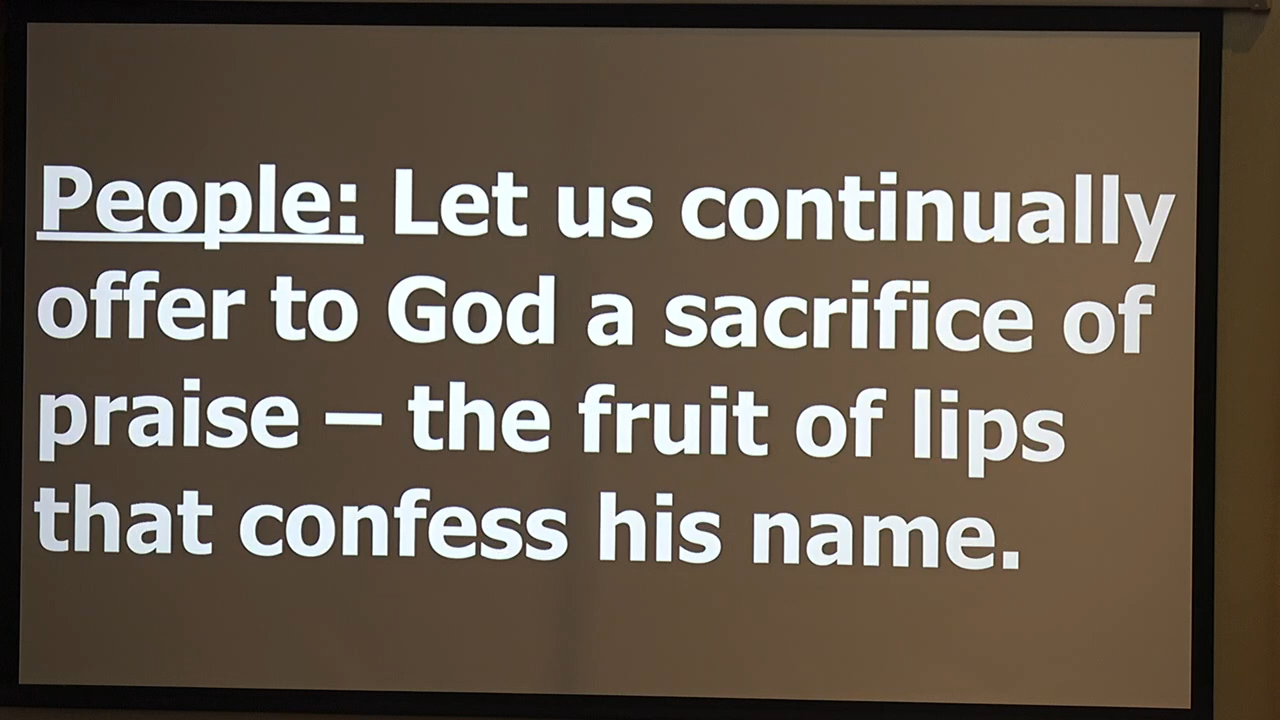 People: Let us continually
offer to God a sacrifice of
praise – the fruit of lips
that confess his name.